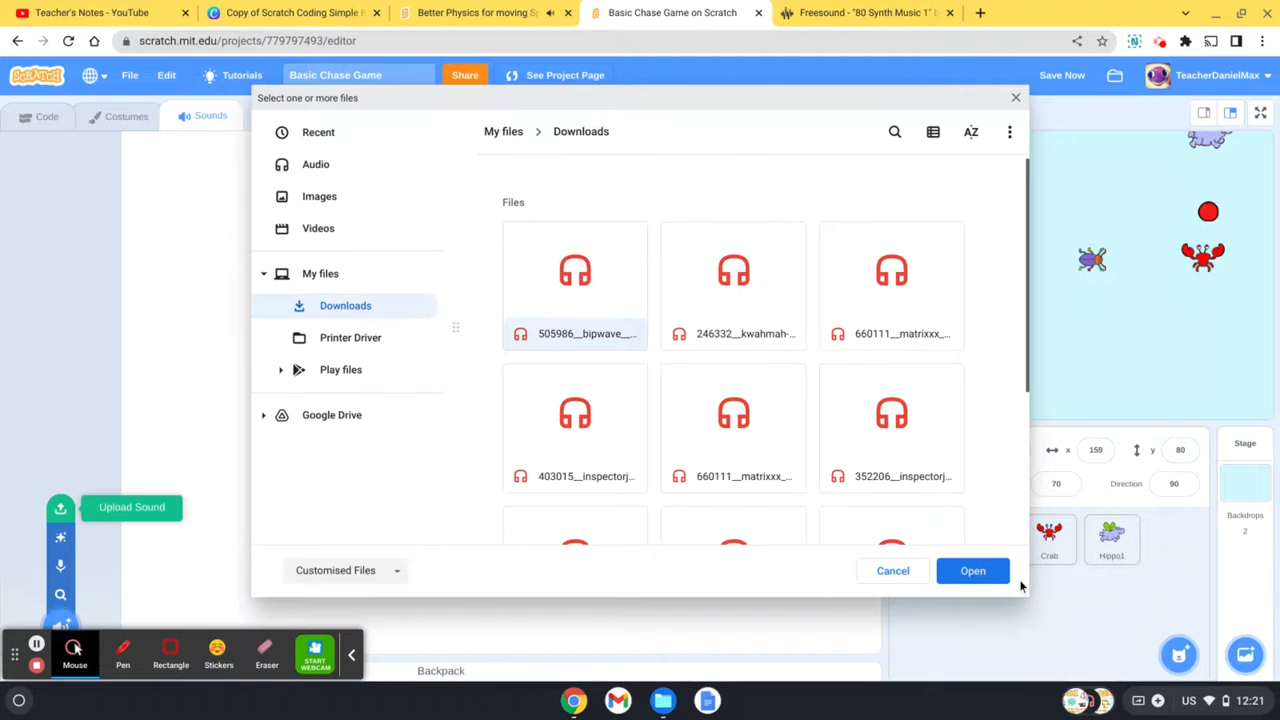 Teacher's Notes - YouTube
Copy of Scratch Coding Simple B
Better Physics for moving Sp
Basic Chase Game on Scratch
Freesound - "80 Synth Music 1" b
scratch.mit.edu/projects/779797493/editor
SCRATCH
File
Edit
Tutorials
Basic Chase Game
Share
See Project Page
Save Now
TeacherDanielMax
Code
Costumes
Sounds
Select one or more files
Recent
Audio
Images
Videos
My files
Downloads
Printer Driver
Play files
Google Drive
My files > Downloads
AZ
Files
505986__bipwave__...
246332__kwahmah-...
660111__matrixxx_...
403015__inspectorj...
660111__matrixxx_...
352206__inspectorj...
Customised Files
Cancel
Open
Upload Sound
x 159 y 80
70 Direction 90
Crab
Hippo1
Stage
Backdrops
2
Mouse
Pen
Rectangle
Stickers
Eraser
START
WEBCAM
Backpack
US
12:21